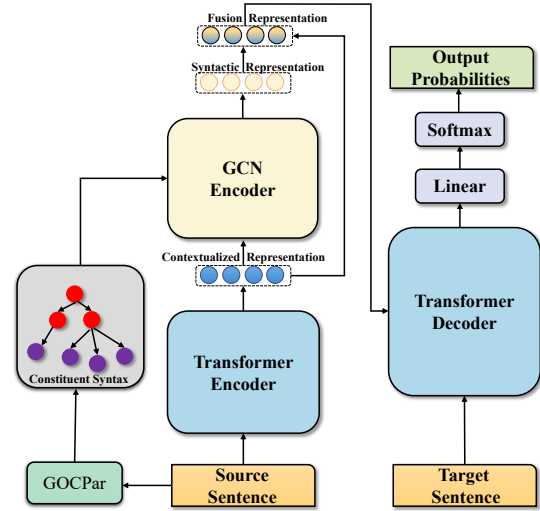 Fusion Representation
Syntactic Representation
GCN
Encoder
Contextualized Representation
Transformer
Encoder
Constituent Syntax
GOCPar
Source
Sentence
Output
Probabilities
Softmax
Linear
Transformer
Decoder
Target
Sentence